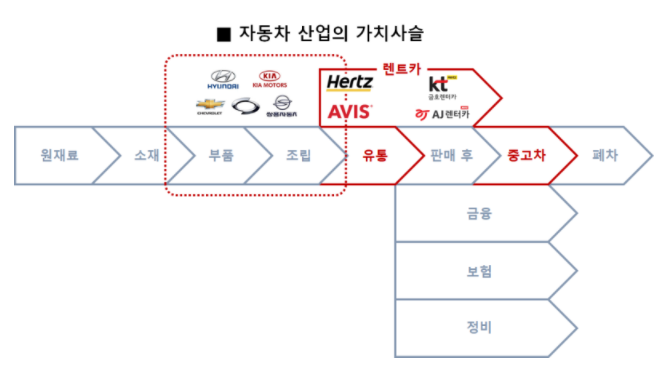 ■ 자동차 산업의 가치사슬
렌트카
HYUNDAI
KIA
KIA MOTORS
Hertz
kt
금호렌터카
CHEVROLET
쌍용자동차
AVIS
AJ렌터카
원재료
소재
부품
조립
유통
판매 후
중고차
폐차
금융
보험
정비